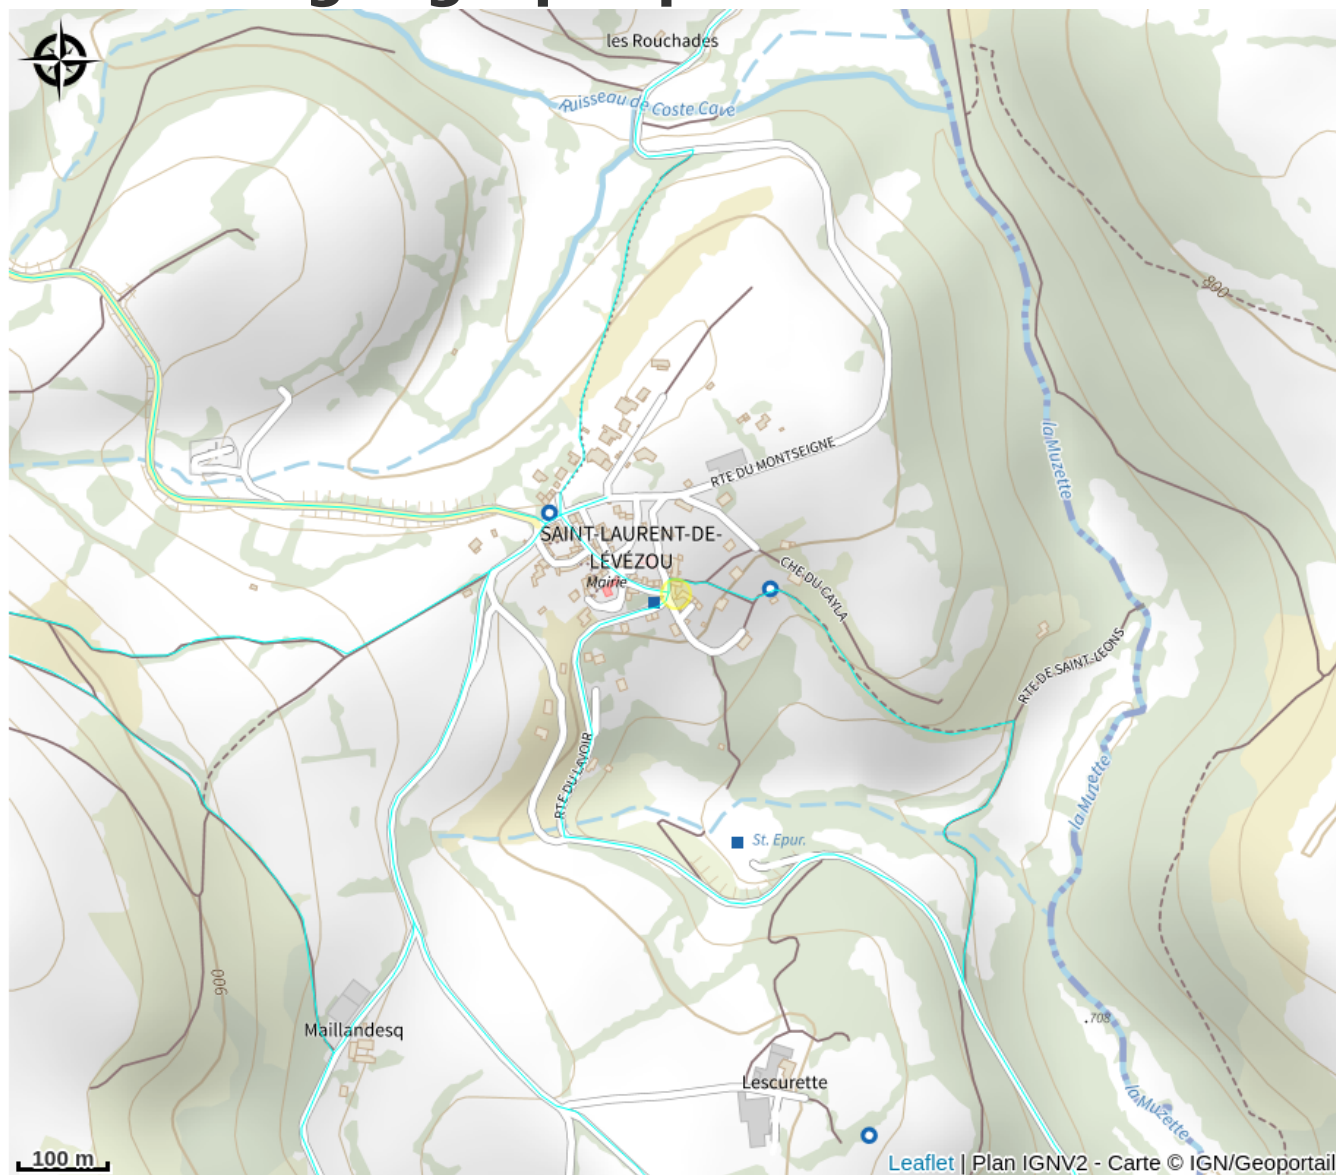 les Rouchades
Ruisseau de Coste Cave
800
la Muzette
RTE DU MONTSEIGNE
SAINT-LAURENT-DE-
LÉVÉZOU
Mairie
CHE DU CAYLA
RTE DE SAINT-LEONS
RTE DU LAVOIR
la Muzette
St. Epur.
900
.708
Maillandesq
Lescurette
la Muzette
100 m
Leaflet | Plan IGNV2 - Carte © IGN/Geoportail